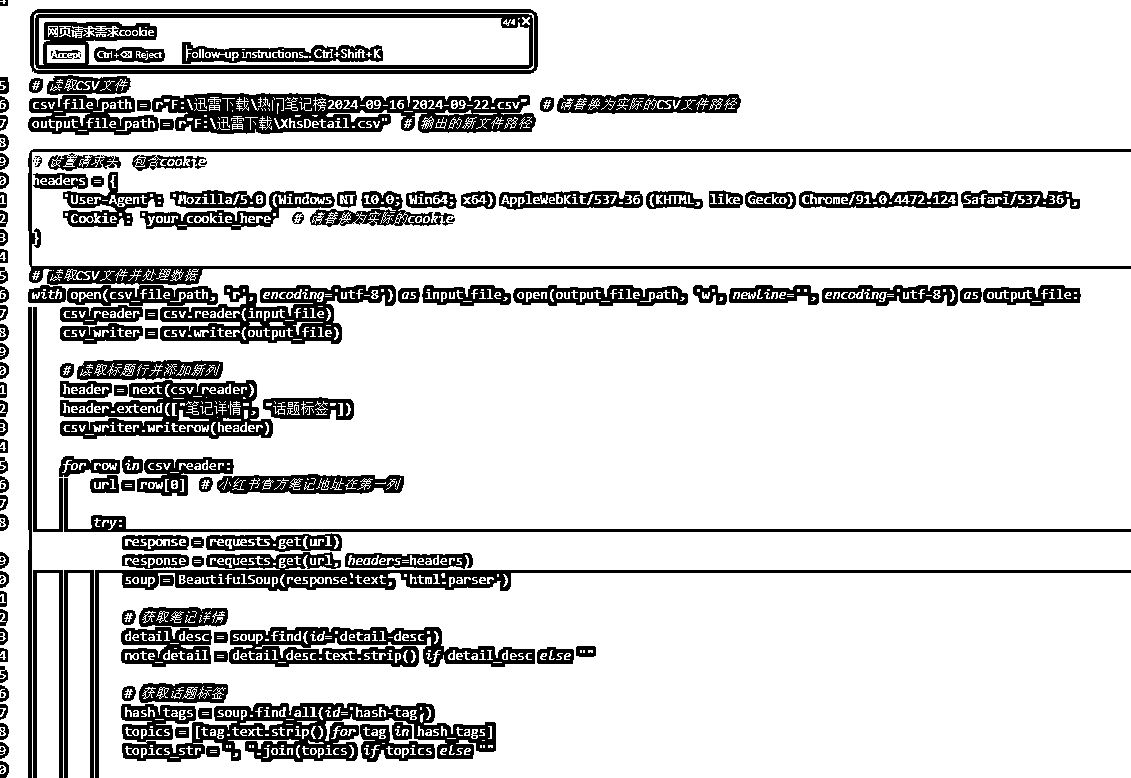 网页请求需求cookie
4/4
Accept Ctrl+⌫ Reject Follow-up instructions... Ctrl+Shift+K
# 读取CSV文件
csv_file_path = r"F:\迅雷下载\热门笔记榜2024-09-16_2024-09-22.csv" # 请替换为实际的CSV文件路径
output_file_path = r"F:\迅雷下载\XhsDetail.csv" # 输出的新文件路径
# 设置请求头，包含cookie
headers = {
'User-Agent': 'Mozilla/5.0 (Windows NT 10.0; Win64; x64) AppleWebKit/537.36 (KHTML, like Gecko) Chrome/91.0.4472.124 Safari/537.36',
'Cookie': 'your_cookie_here' # 请替换为实际的cookie
}
# 读取CSV文件并处理数据
with open(csv_file_path, 'r', encoding='utf-8') as input_file, open(output_file_path, 'w', newline='', encoding='utf-8') as output_file:
csv_reader = csv.reader(input_file)
csv_writer = csv.writer(output_file)
# 读取标题行并添加新列
header = next(csv_reader)
header.extend(["笔记详情", "话题标签"])
csv_writer.writerow(header)
for row in csv_reader:
url = row[0] # 小红书官方笔记地址在第一列
try:
response = requests.get(url)
response = requests.get(url, headers=headers)
soup = BeautifulSoup(response.text, 'html.parser')
# 获取笔记详情
detail_desc = soup.find(id='detail-desc')
note_detail = detail_desc.text.strip() if detail_desc else ""
# 获取话题标签
hash_tags = soup.find_all(id='hash-tag')
topics = [tag.text.strip() for tag in hash_tags]
topics_str = ", ".join(topics) if topics else ""